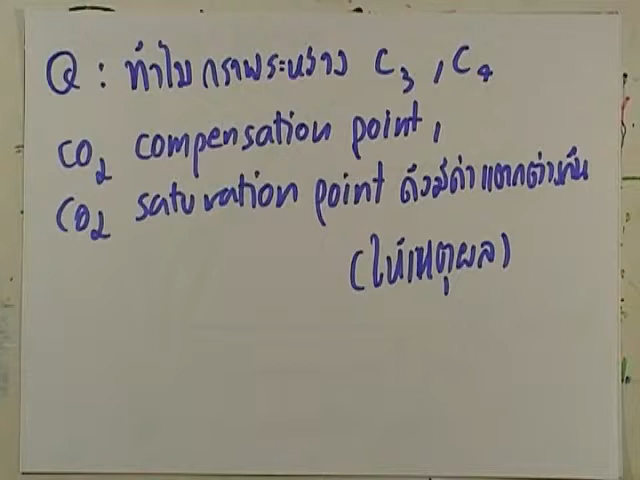 Q : ทำไม กราฟระหว่าง C3 , C4
CO2 compensation point ,
CO2 saturation point ถึงมีค่าแตกต่างกัน
(ให้เหตุผล)